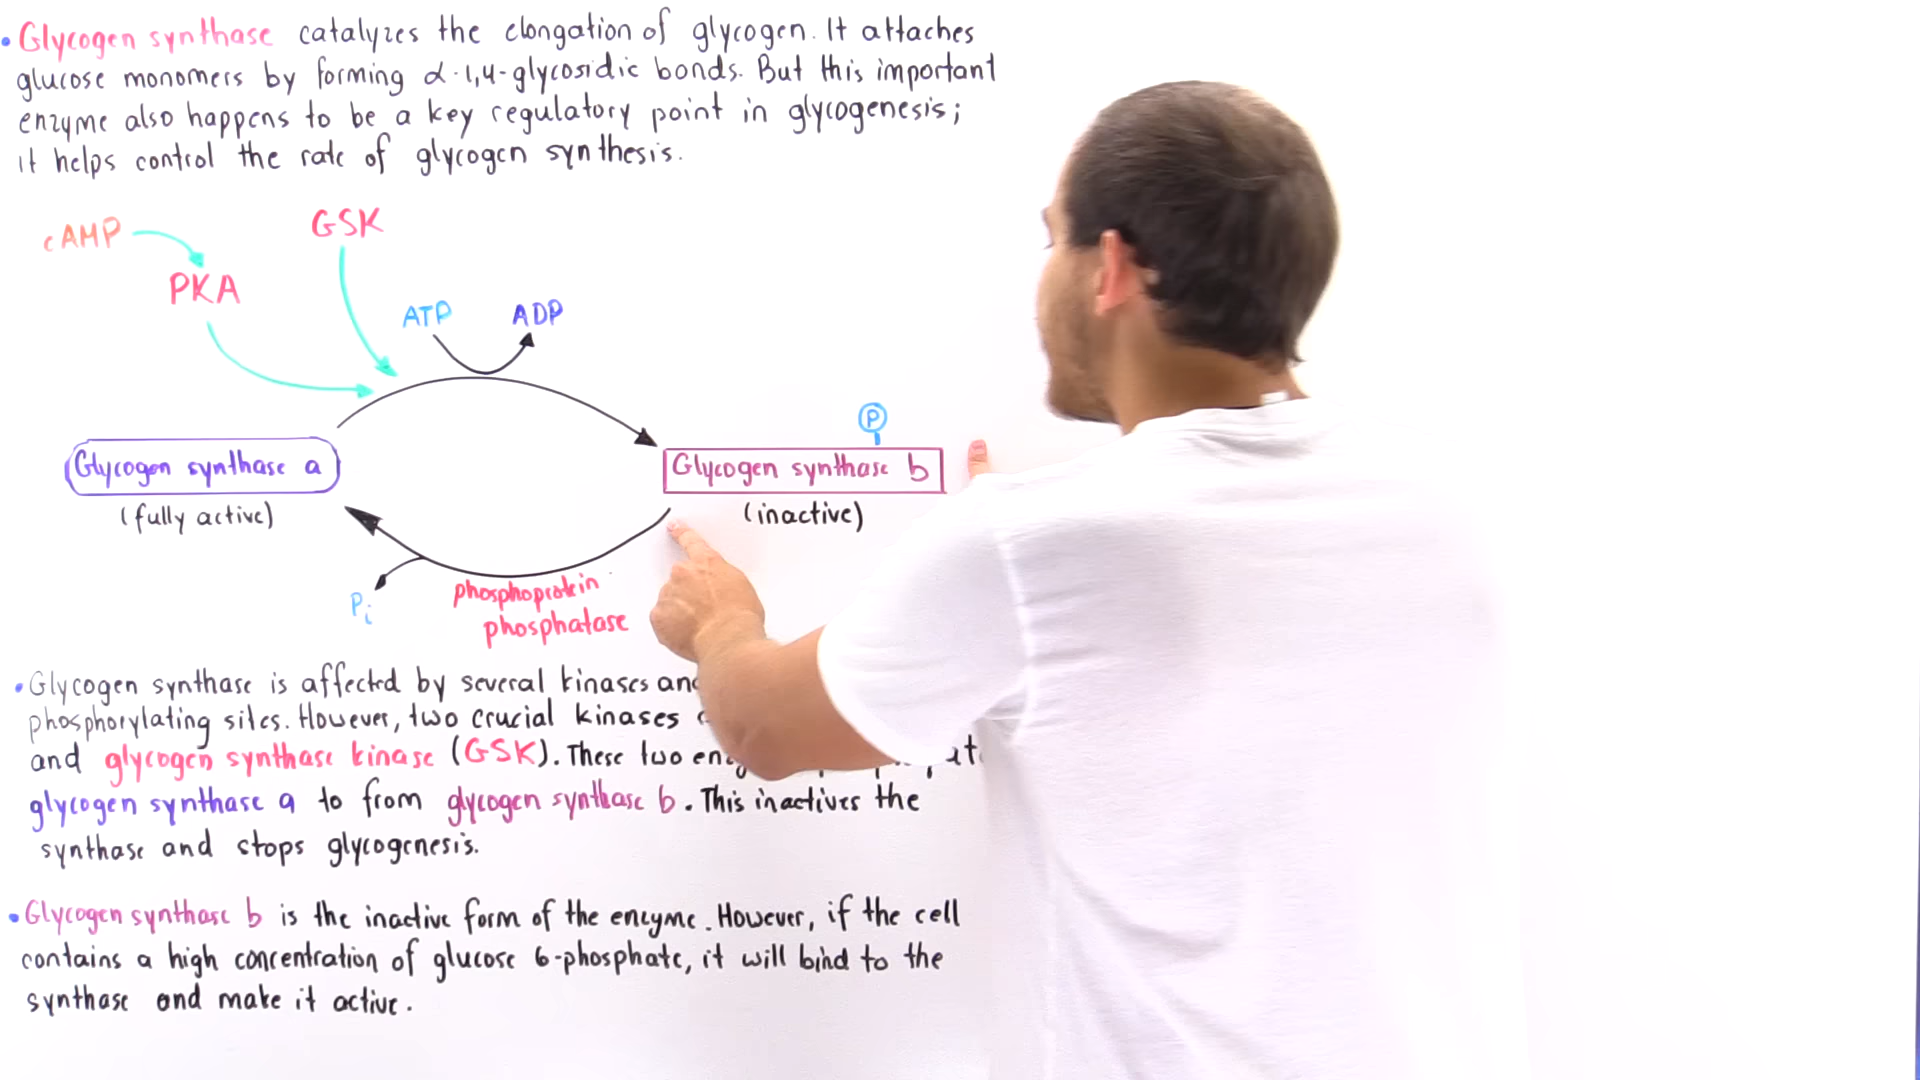 • Glycogen synthase catalyzes the elongation of glycogen. It attaches
glucose monomers by forming α-1,4-glycosidic bonds. But this important
enzyme also happens to be a key regulatory point in glycogenesis;
it helps control the rate of glycogen synthesis.
cAMP
GSK
PKA
ATP
ADP
P
Glycogen synthase a
Glycogen synthase b
(fully active)
(inactive)
Pi
phosphoprotein
phosphatase
• Glycogen synthase is affected by several kinases and
phosphorylating sites. However, two crucial kinases
and glycogen synthase kinase (GSK). These two
glycogen synthase a to from glycogen synthase b. This inactives the
synthase and stops glycogenesis.
• Glycogen synthase b is the inactive form of the enzyme. However, if the cell
contains a high concentration of glucose 6-phosphate, it will bind to the
synthase and make it active.